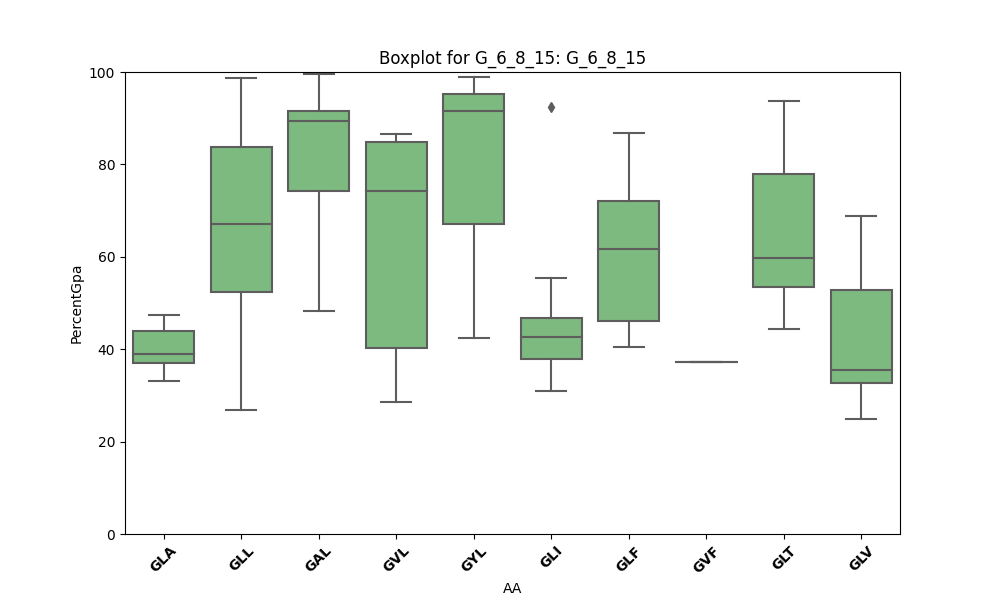 Boxplot for G_6_8_15: G_6_8_15
PercentGpa
100
80
60
40
20
0
GLA
GLL
GAL
GVL
GYL
GLI
GLF
GVF
GLT
GLV
AA